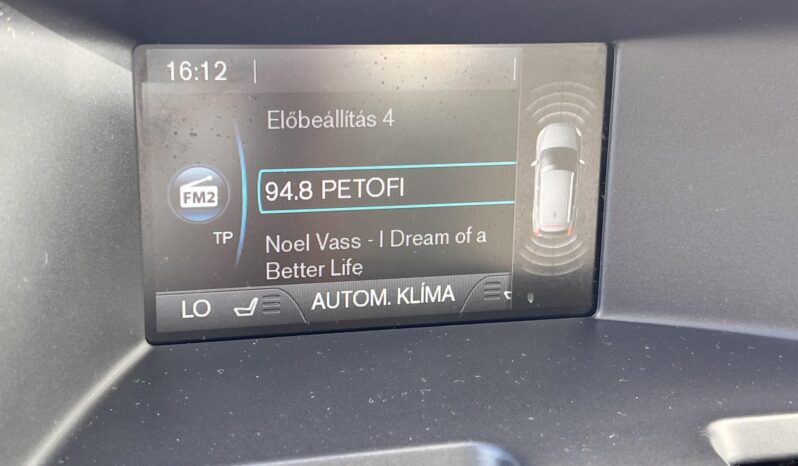 16:12
Előbeállítás 4
FM2
94.8 PETOFI
TP
Noel Vass - I Dream of a
Better Life
LO
AUTOM. KLÍMA